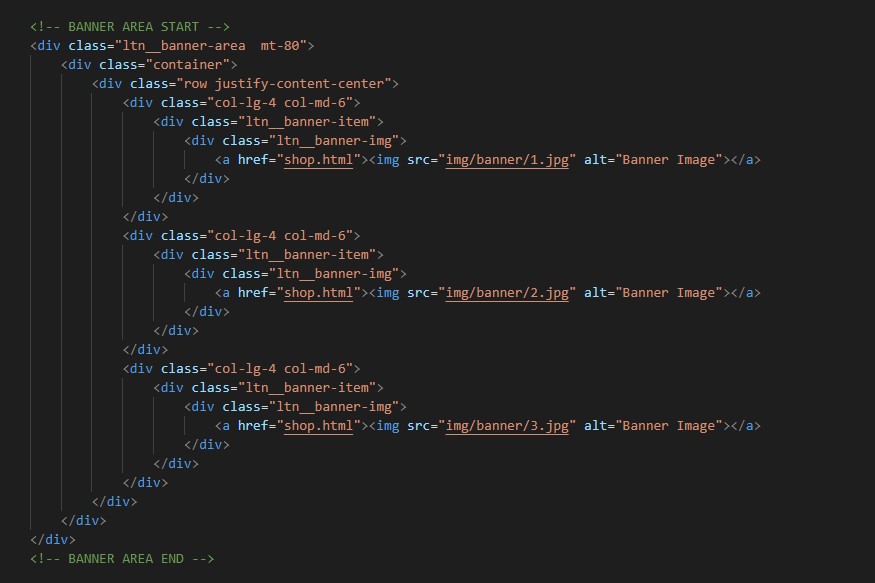 <!-- BANNER AREA START -->
<div class="ltn__banner-area  mt-80">
    <div class="container">
        <div class="row justify-content-center">
            <div class="col-lg-4 col-md-6">
                <div class="ltn__banner-item">
                    <div class="ltn__banner-img">
                        <a href="shop.html"><img src="img/banner/1.jpg" alt="Banner Image"></a>
                    </div>
                </div>
            </div>
            <div class="col-lg-4 col-md-6">
                <div class="ltn__banner-item">
                    <div class="ltn__banner-img">
                        <a href="shop.html"><img src="img/banner/2.jpg" alt="Banner Image"></a>
                    </div>
                </div>
            </div>
            <div class="col-lg-4 col-md-6">
                <div class="ltn__banner-item">
                    <div class="ltn__banner-img">
                        <a href="shop.html"><img src="img/banner/3.jpg" alt="Banner Image"></a>
                    </div>
                </div>
            </div>
        </div>
    </div>
</div>
<!-- BANNER AREA END -->